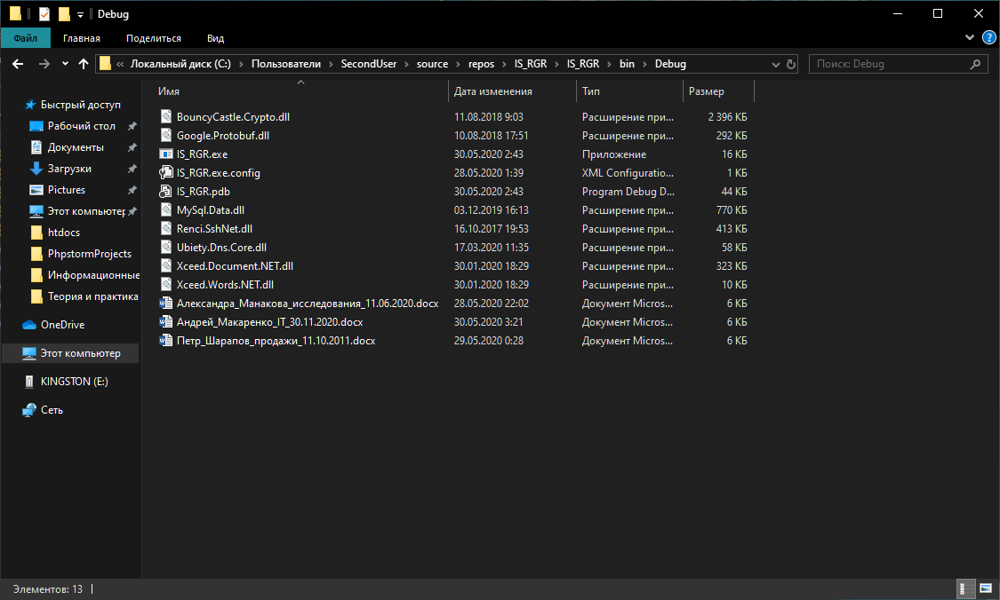 Debug
Файл Главная Поделиться Вид
« Локальный диск (C:) › Пользователи › SecondUser › source › repos › IS_RGR › IS_RGR › bin › Debug Поиск: Debug
Быстрый доступ
Рабочий стол
Документы
Загрузки
Pictures
Этот компьютер
htdocs
PhpstormProjects
Информационные
Теория и практика
OneDrive
Этот компьютер
KINGSTON (E:)
Сеть
Имя Дата изменения Тип Размер
BouncyCastle.Crypto.dll 11.08.2018 9:03 Расширение при... 2 396 КБ
Google.Protobuf.dll 10.08.2018 17:51 Расширение при... 292 КБ
IS_RGR.exe 30.05.2020 2:43 Приложение 16 КБ
IS_RGR.exe.config 28.05.2020 1:39 XML Configuratio... 1 КБ
IS_RGR.pdb 30.05.2020 2:43 Program Debug D... 44 КБ
MySql.Data.dll 03.12.2019 16:13 Расширение при... 770 КБ
Renci.SshNet.dll 16.10.2017 19:53 Расширение при... 413 КБ
Ubiety.Dns.Core.dll 17.03.2020 11:35 Расширение при... 58 КБ
Xceed.Document.NET.dll 30.01.2020 18:29 Расширение при... 323 КБ
Xceed.Words.NET.dll 30.01.2020 18:29 Расширение при... 10 КБ
Александра_Манакова_исследования_11.06.2020.docx 28.05.2020 22:02 Документ Micros... 6 КБ
Андрей_Макаренко_IT_30.11.2020.docx 30.05.2020 3:21 Документ Micros... 6 КБ
Петр_Шарапов_продажи_11.10.2011.docx 29.05.2020 0:28 Документ Micros... 6 КБ
Элементов: 13